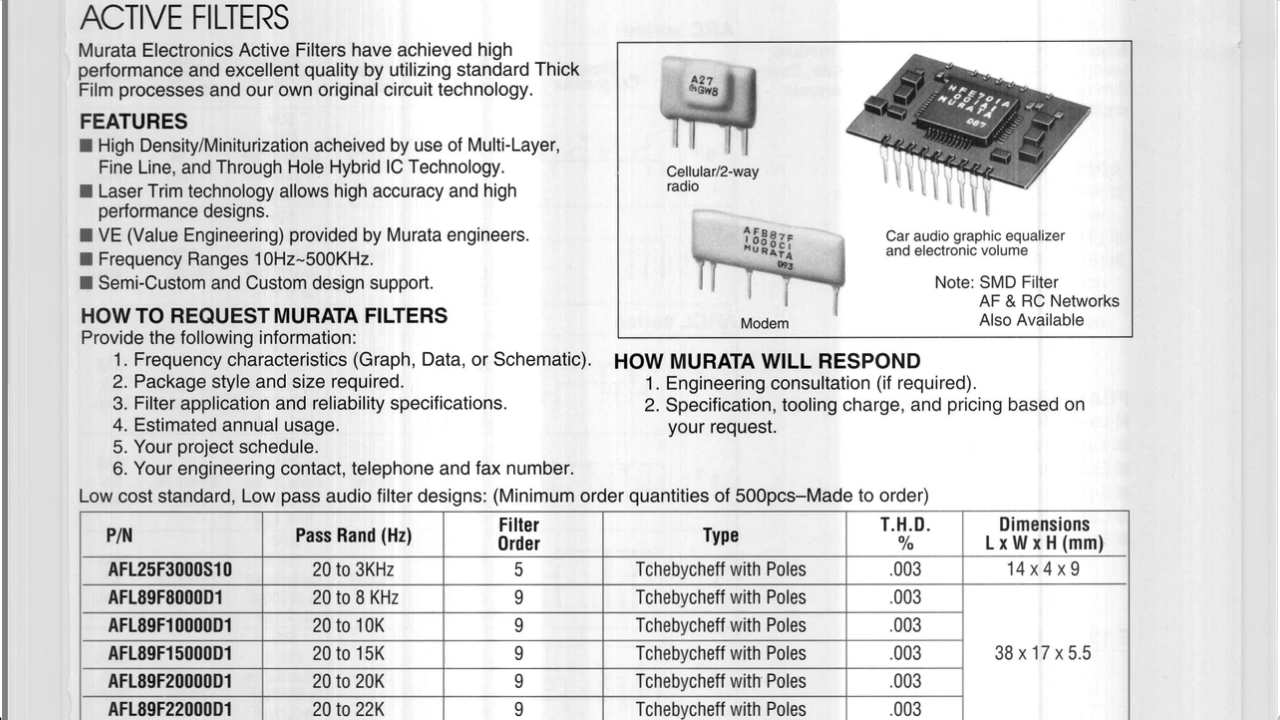 ACTIVE FILTERS
Murata Electronics Active Filters have achieved high
performance and excellent quality by utilizing standard Thick
Film processes and our own original circuit technology.
FEATURES
■ High Density/Miniturization acheived by use of Multi-Layer,
Fine Line, and Through Hole Hybrid IC Technology.
■ Laser Trim technology allows high accuracy and high
performance designs.
■ VE (Value Engineering) provided by Murata engineers.
■ Frequency Ranges 10Hz~500KHz.
■ Semi-Custom and Custom design support.
HOW TO REQUEST MURATA FILTERS
Provide the following information:
1. Frequency characteristics (Graph, Data, or Schematic).
2. Package style and size required.
3. Filter application and reliability specifications.
4. Estimated annual usage.
5. Your project schedule.
6. Your engineering contact, telephone and fax number.
A27
GW8
Cellular/2-way
radio
HFE701A
001A1
MURATA
D87
Car audio graphic equalizer
and electronic volume
AFB87F
1000C1
MURATA
D93
Modem
Note: SMD Filter
AF & RC Networks
Also Available
HOW MURATA WILL RESPOND
1. Engineering consultation (if required).
2. Specification, tooling charge, and pricing based on
your request.
Low cost standard, Low pass audio filter designs: (Minimum order quantities of 500pcs–Made to order)
P/N Pass Rand (Hz) Filter Order Type T.H.D. % Dimensions L x W x H (mm)
AFL25F3000S10 20 to 3KHz 5 Tchebycheff with Poles .003 14 x 4 x 9
AFL89F8000D1 20 to 8 KHz 9 Tchebycheff with Poles .003
AFL89F10000D1 20 to 10K 9 Tchebycheff with Poles .003
AFL89F15000D1 20 to 15K 9 Tchebycheff with Poles .003 38 x 17 x 5.5
AFL89F20000D1 20 to 20K 9 Tchebycheff with Poles .003
AFL89F22000D1 20 to 22K 9 Tchebycheff with Poles .003